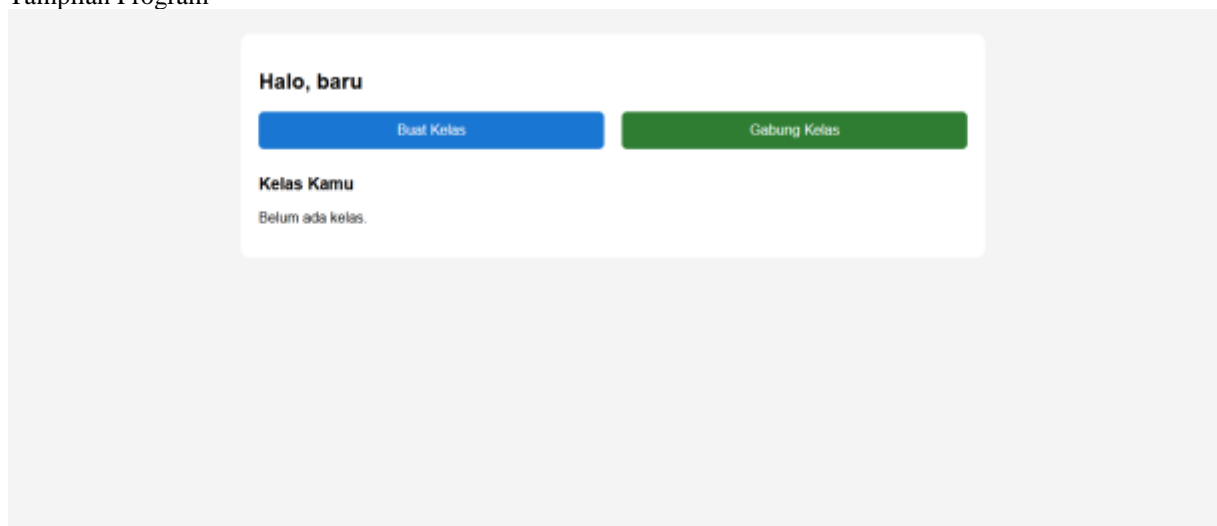 Tampilan Program
Halo, baru
Buat Kelas
Gabung Kelas
Kelas Kamu
Belum ada kelas.